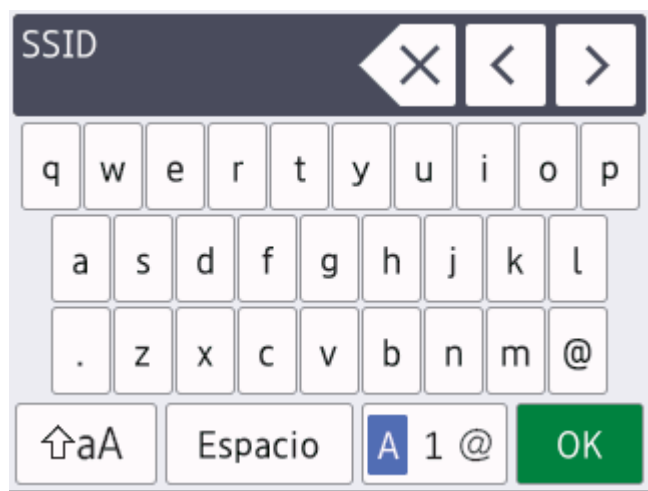 SSID
q w e r t y u i o p
a s d f g h j k l
. z x c v b n m @
aA Espacio A 1 @ OK